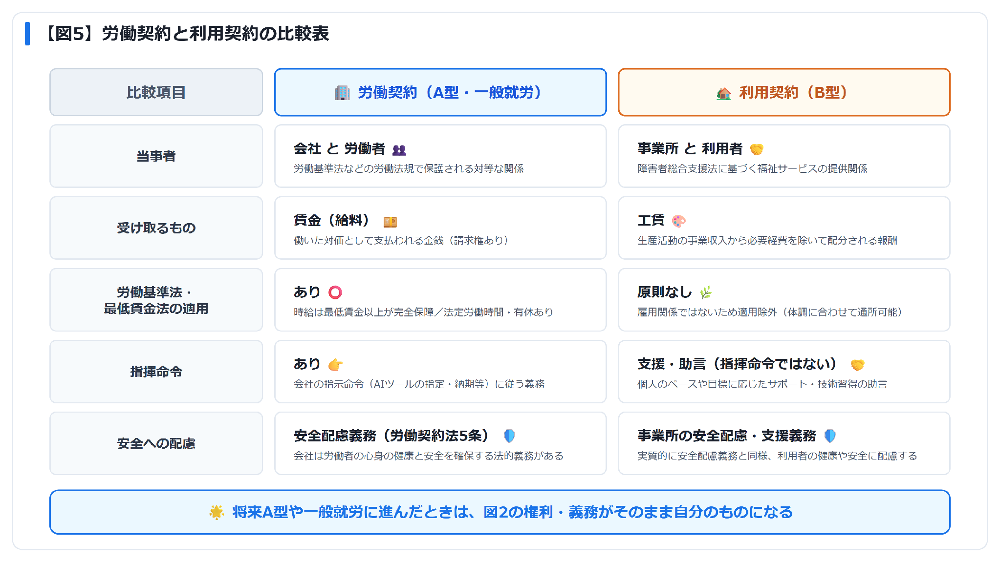 【図5】労働契約と利用契約の比較表
比較項目
🏢 労働契約（A型・一般就労）
🏡 利用契約（B型）
当事者
会社 と 労働者 👥
労働基準法などの労働法規で保護される対等な関係
事業所 と 利用者 🤝
障害者総合支援法に基づく福祉サービスの提供関係
受け取るもの
賃金（給料） 💴
働いた対価として支払われる金銭（請求権あり）
工賃 🎨
生産活動の事業収入から必要経費を除いて配分される報酬
労働基準法・
最低賃金法の適用
あり ⭕
時給は最低賃金以上が完全保障／法定労働時間・有休あり
原則なし 🌿
雇用関係ではないため適用除外（体調に合わせて通所可能）
指揮命令
あり 👉
会社の指示命令（AIツールの指定・納期等）に従う義務
支援・助言（指揮命令ではない） 🤝
個人のペースや目標に応じたサポート・技術習得の助言
安全への配慮
安全配慮義務（労働契約法5条） 🛡️
会社は労働者の心身の健康と安全を確保する法的義務がある
事業所の安全配慮・支援義務 🛡️
実質的に安全配慮義務と同様、利用者の健康や安全に配慮する
🌟 将来A型や一般就労に進んだときは、図2の権利・義務がそのまま自分のものになる